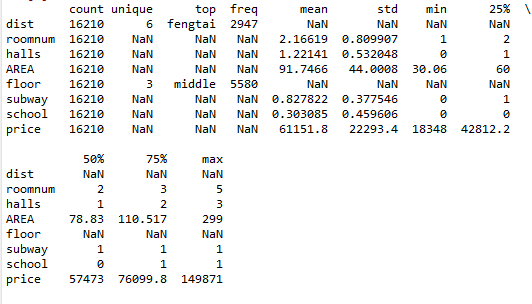 count unique top freq mean std min 25% \
dist 16210 6 fengtai 2947 NaN NaN NaN NaN
roomnum 16210 NaN NaN NaN 2.16619 0.809907 1 2
halls 16210 NaN NaN NaN 1.22141 0.532048 0 1
AREA 16210 NaN NaN NaN 91.7466 44.0008 30.06 60
floor 16210 3 middle 5580 NaN NaN NaN NaN
subway 16210 NaN NaN NaN 0.827822 0.377546 0 1
school 16210 NaN NaN NaN 0.303085 0.459606 0 0
price 16210 NaN NaN NaN 61151.8 22293.4 18348 42812.2
50% 75% max
dist NaN NaN NaN
roomnum 2 3 5
halls 1 2 3
AREA 78.83 110.517 299
floor NaN NaN NaN
subway 1 1 1
school 0 1 1
price 57473 76099.8 149871